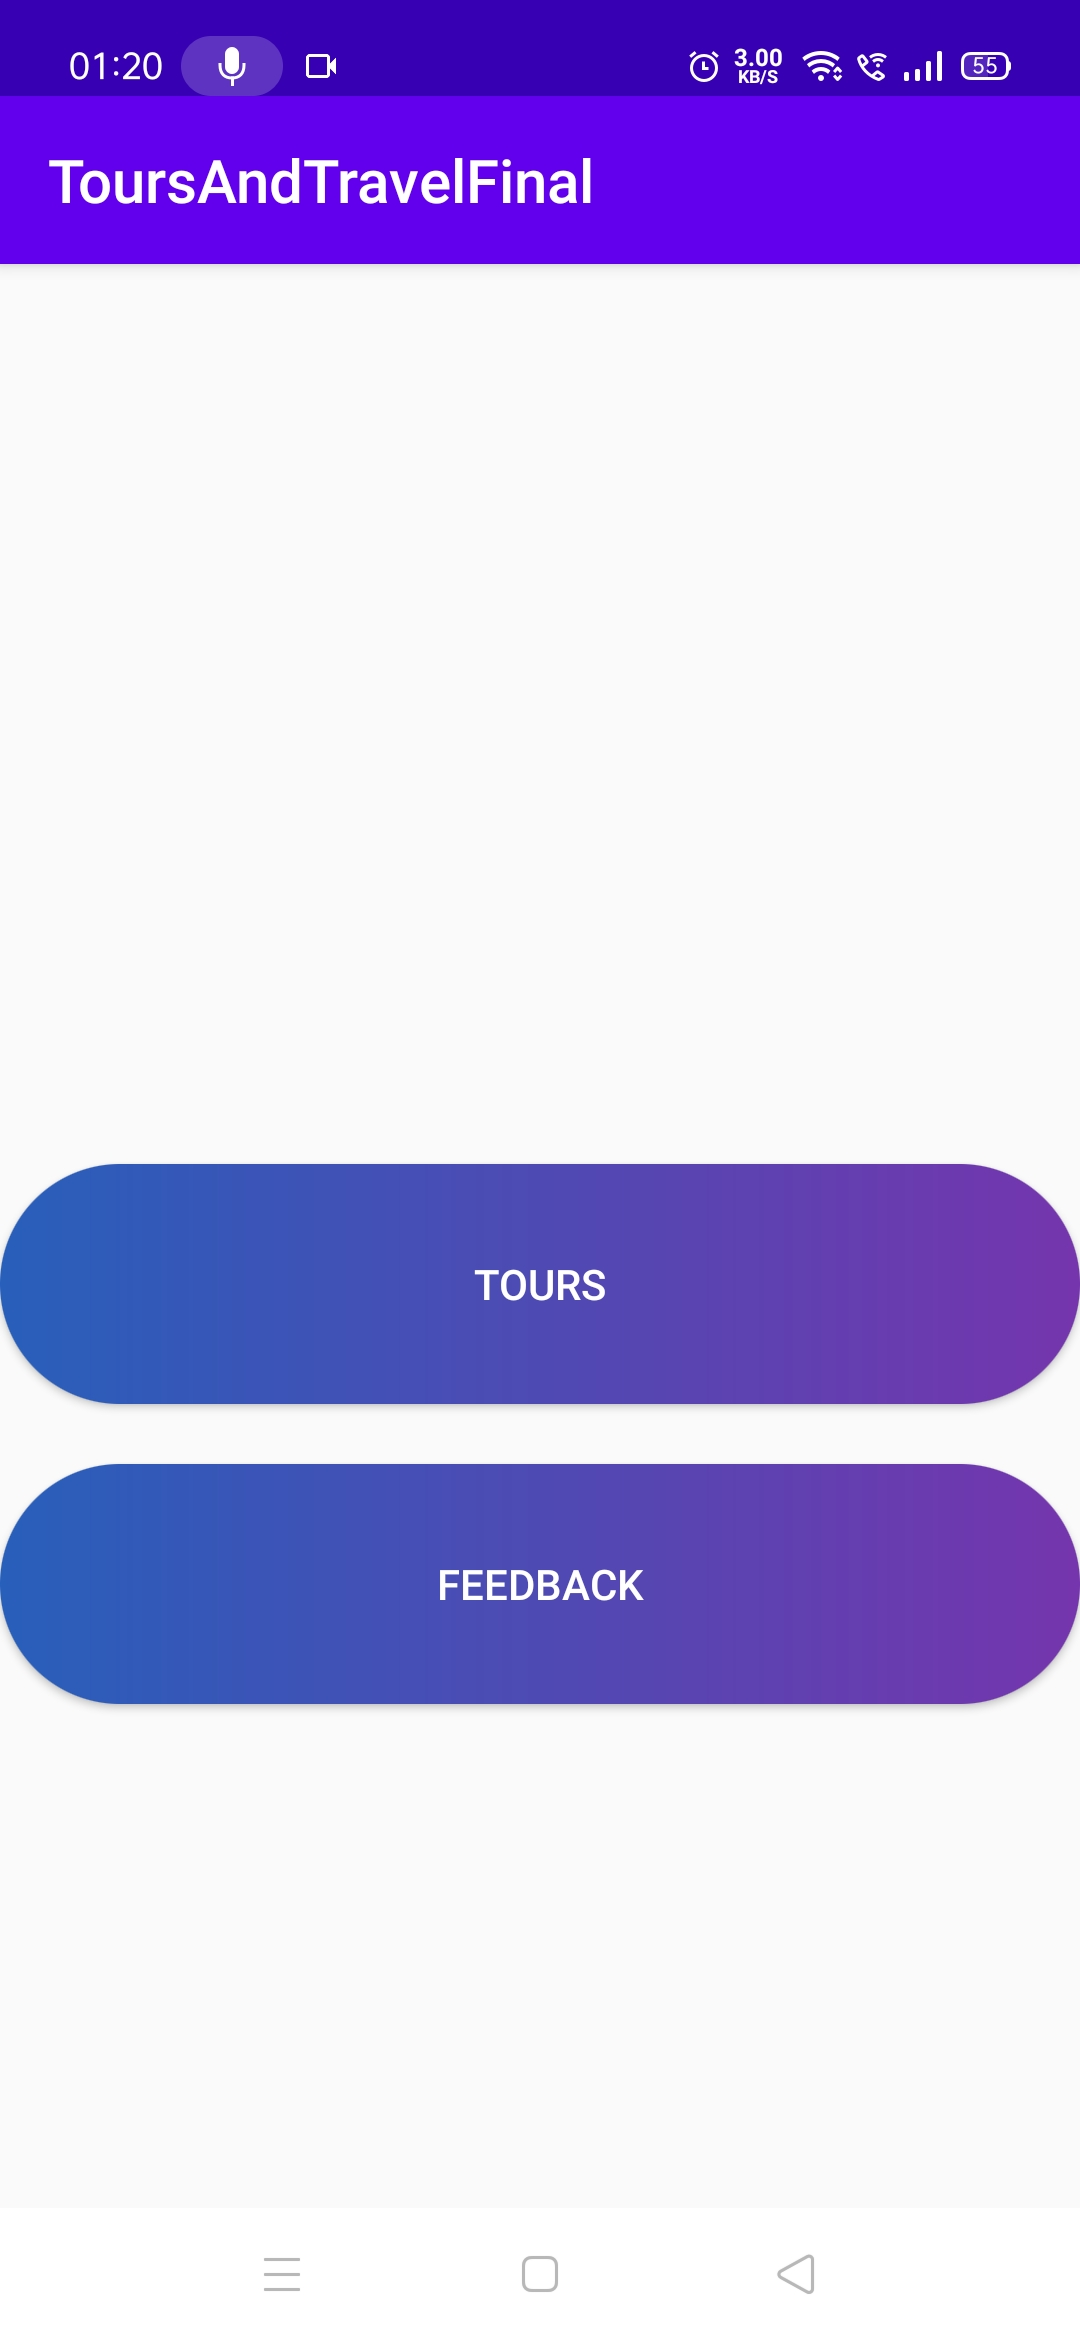 01:20 3.00 55
KB/S
ToursAndTravelFinal
TOURS
FEEDBACK